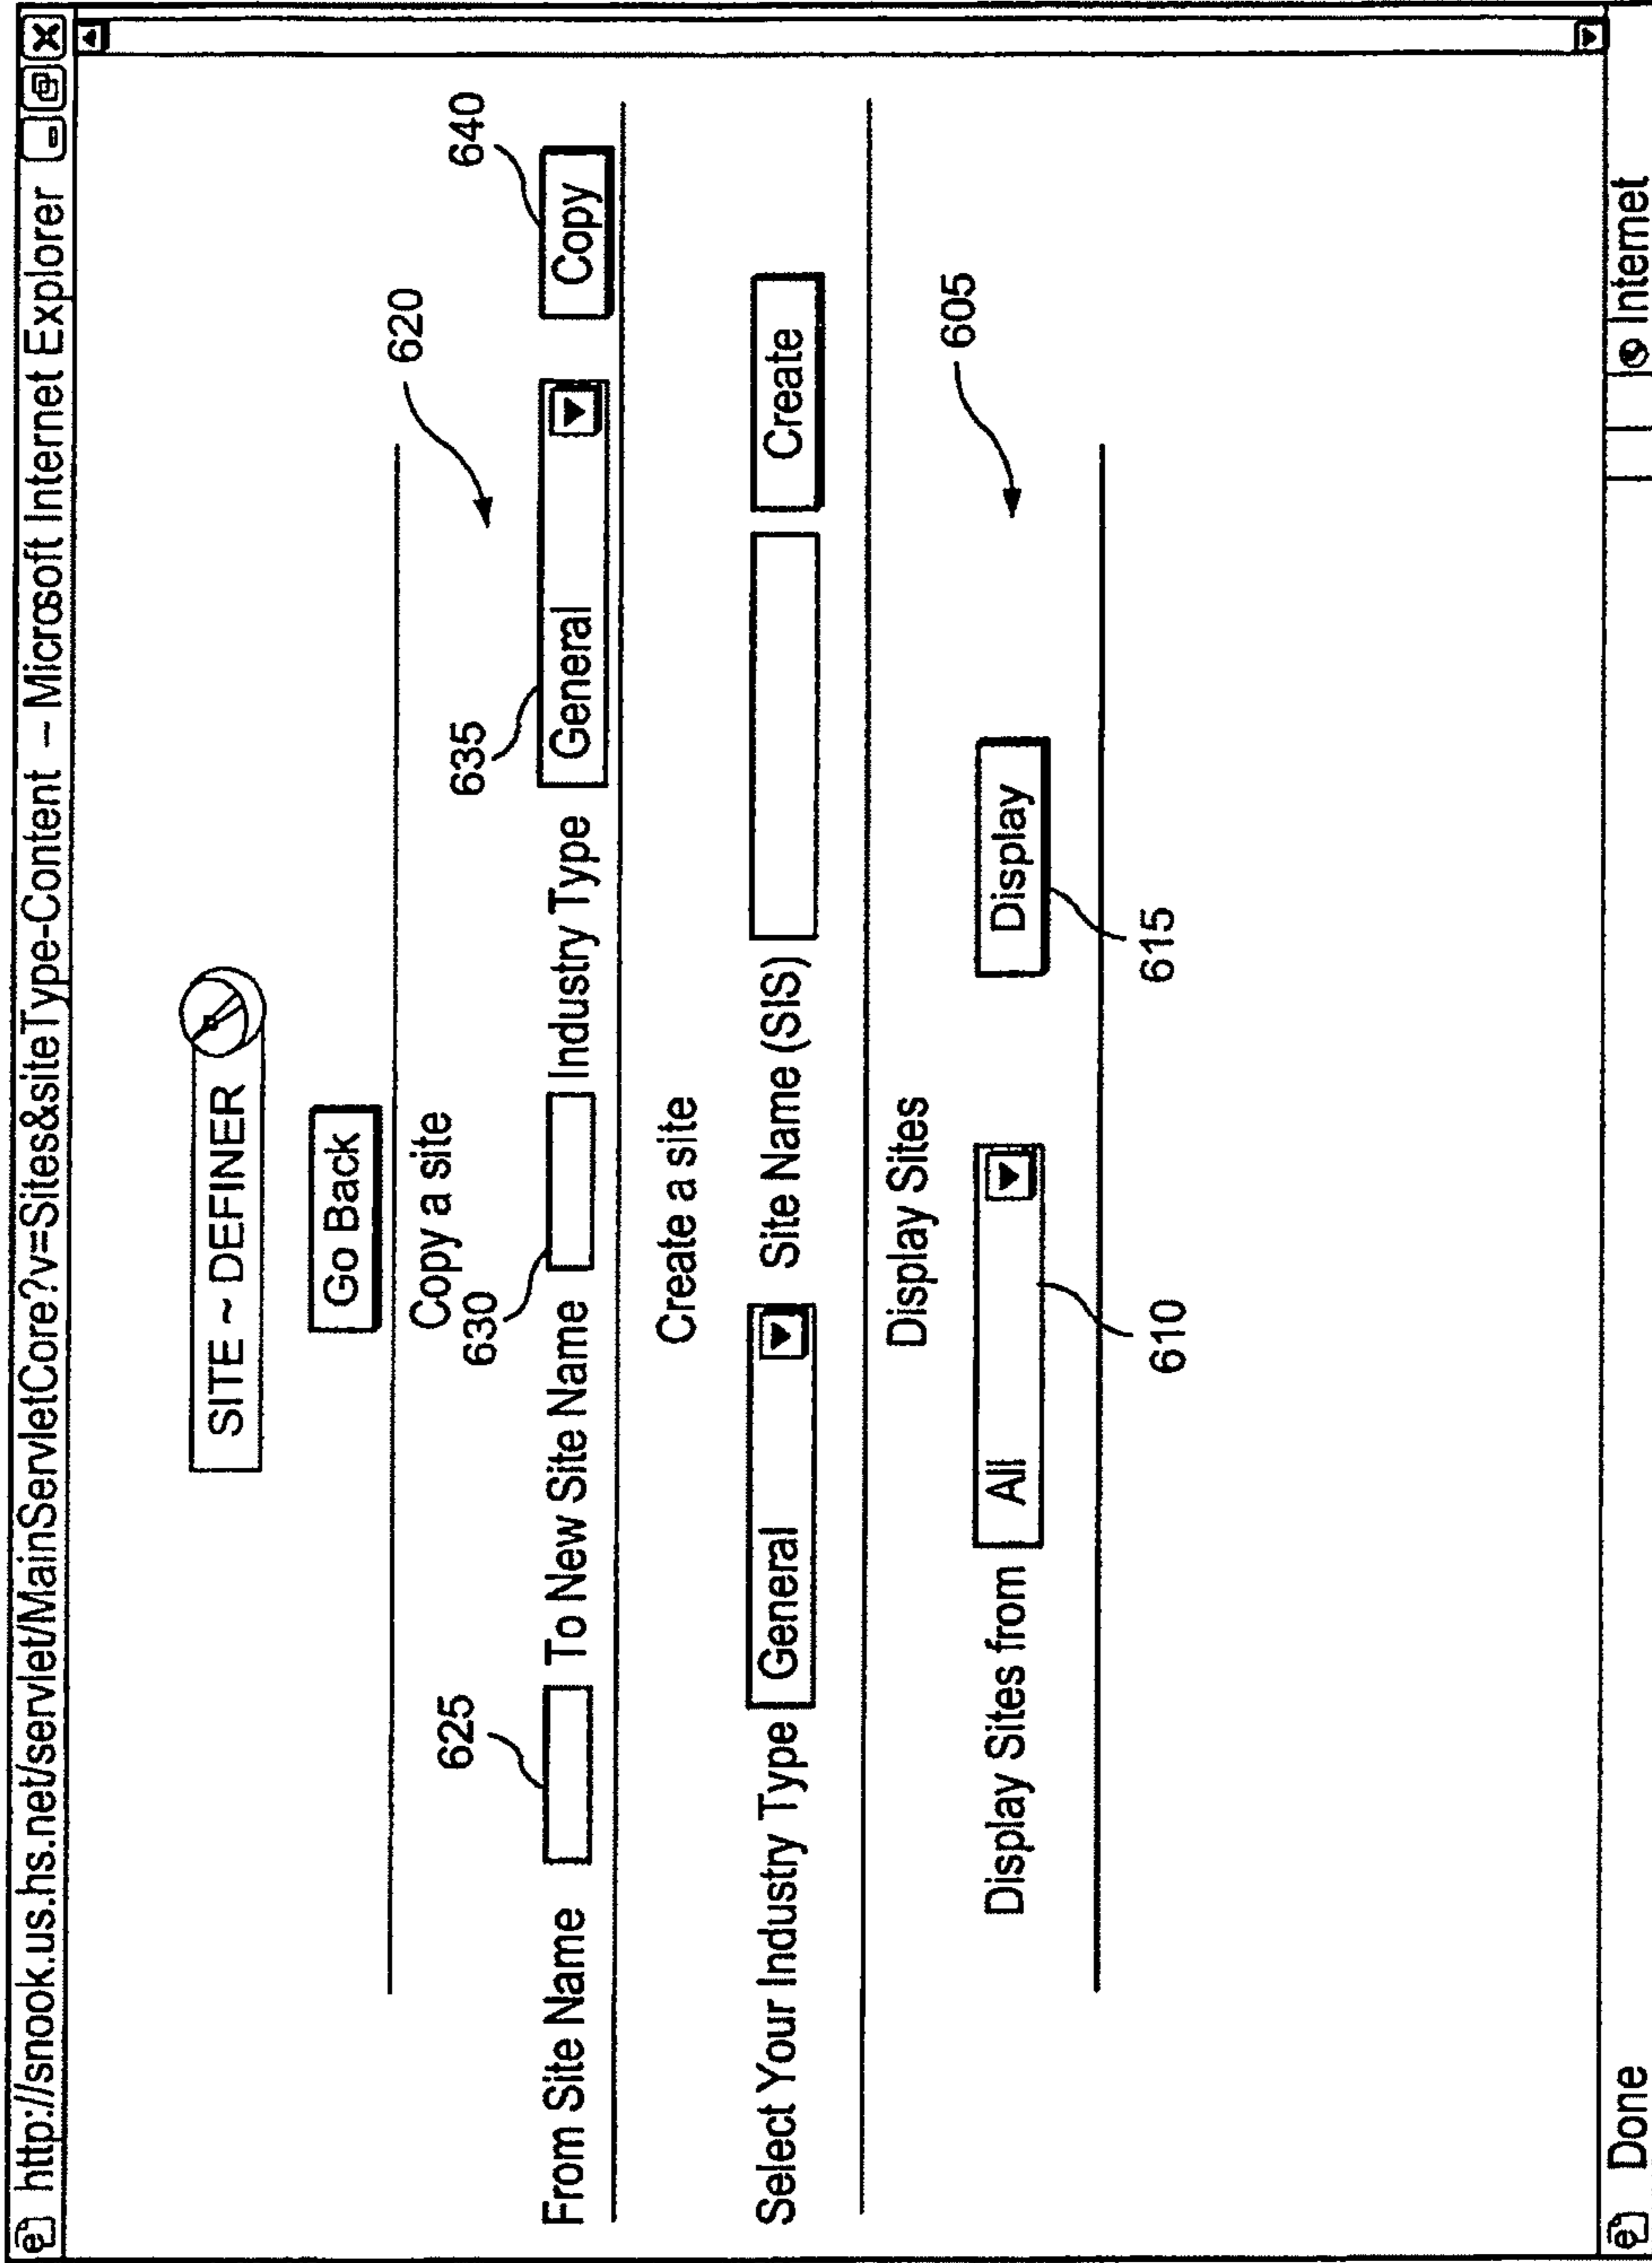 http://snook.us.hs.net/servlet/MainServletCore?v=Sites&siteType-Content - Microsoft Internet Explorer
SITE ~ DEFINER
Go Back
Copy a site
620
625
630
635
640
From Site Name To New Site Name Industry Type General Copy
Create a site
Select Your Industry Type General Site Name (SIS) Create
Display Sites
605
Display Sites from All Display
610
615
Done Internet